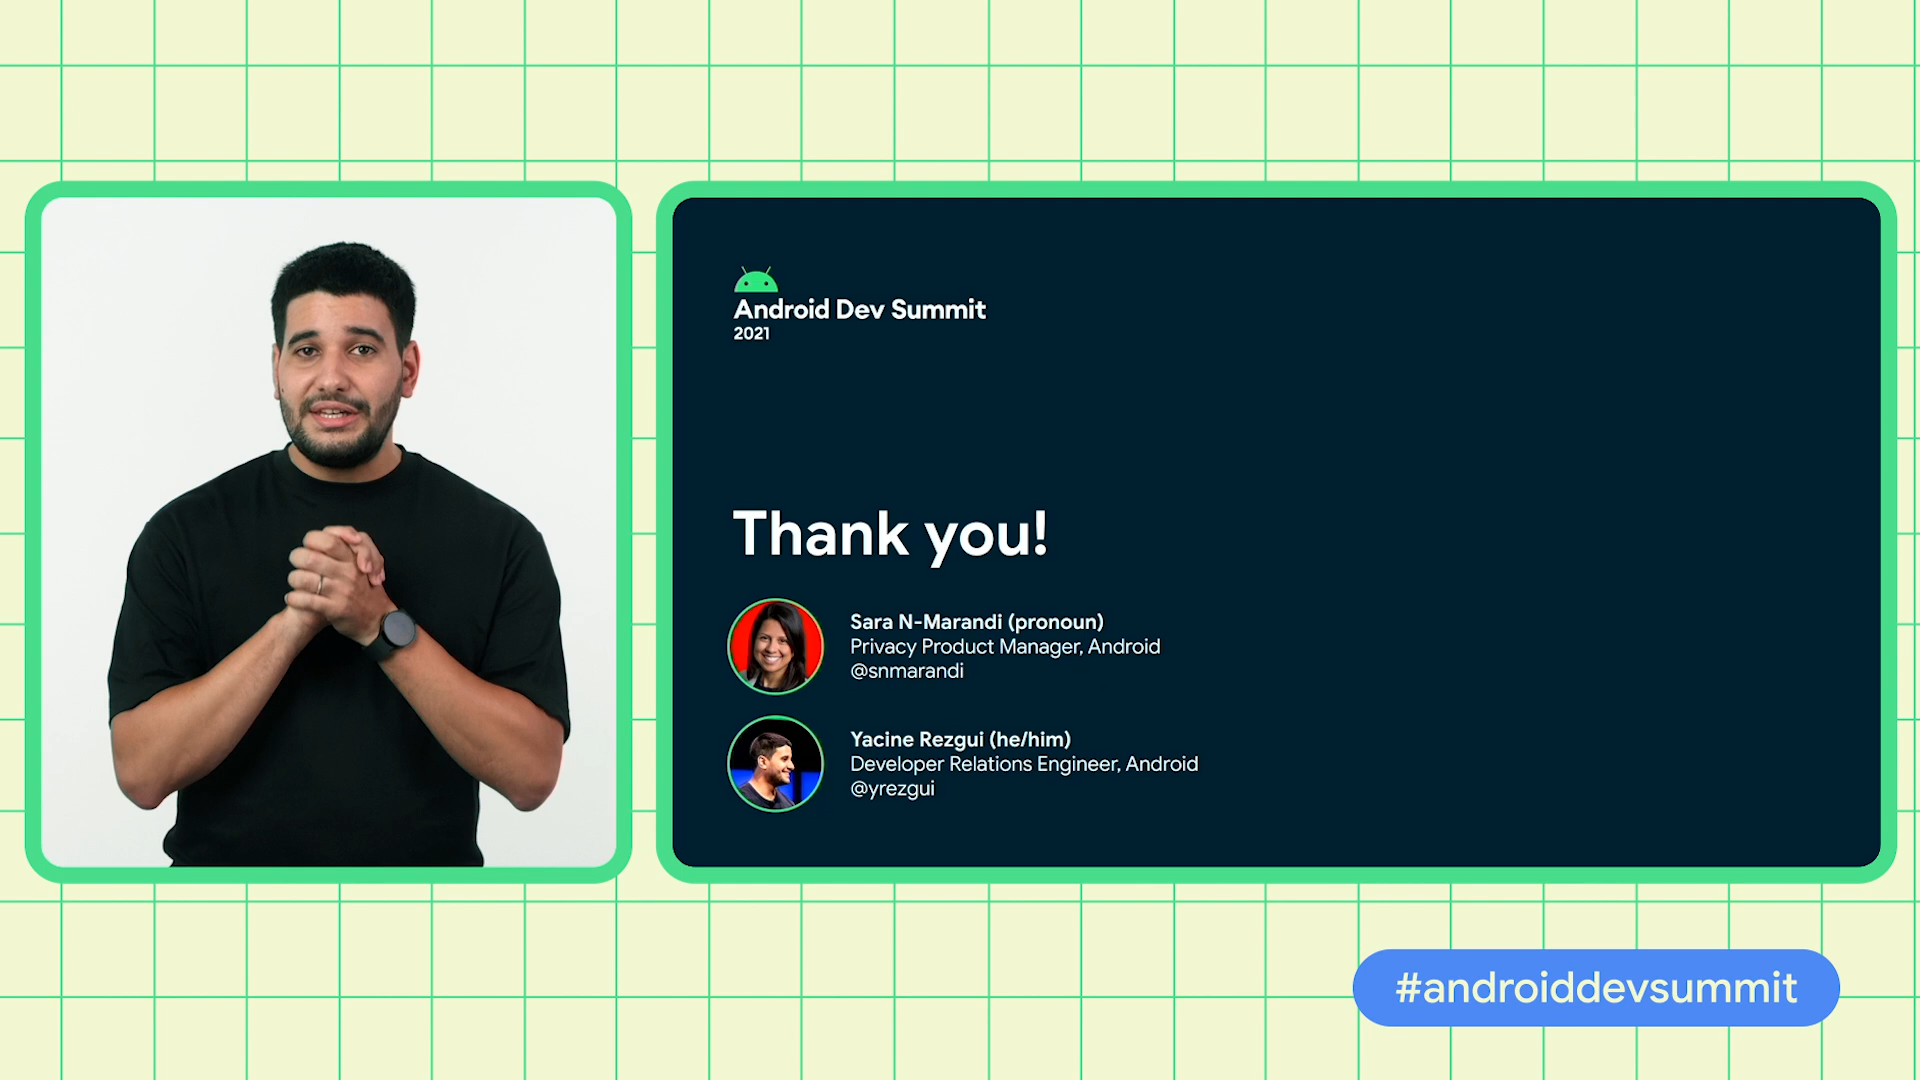 Android Dev Summit
2021
Thank you!
Sara N-Marandi (pronoun)
Privacy Product Manager, Android
@snmarandi
Yacine Rezgui (he/him)
Developer Relations Engineer, Android
@yrezgui
#androiddevsummit